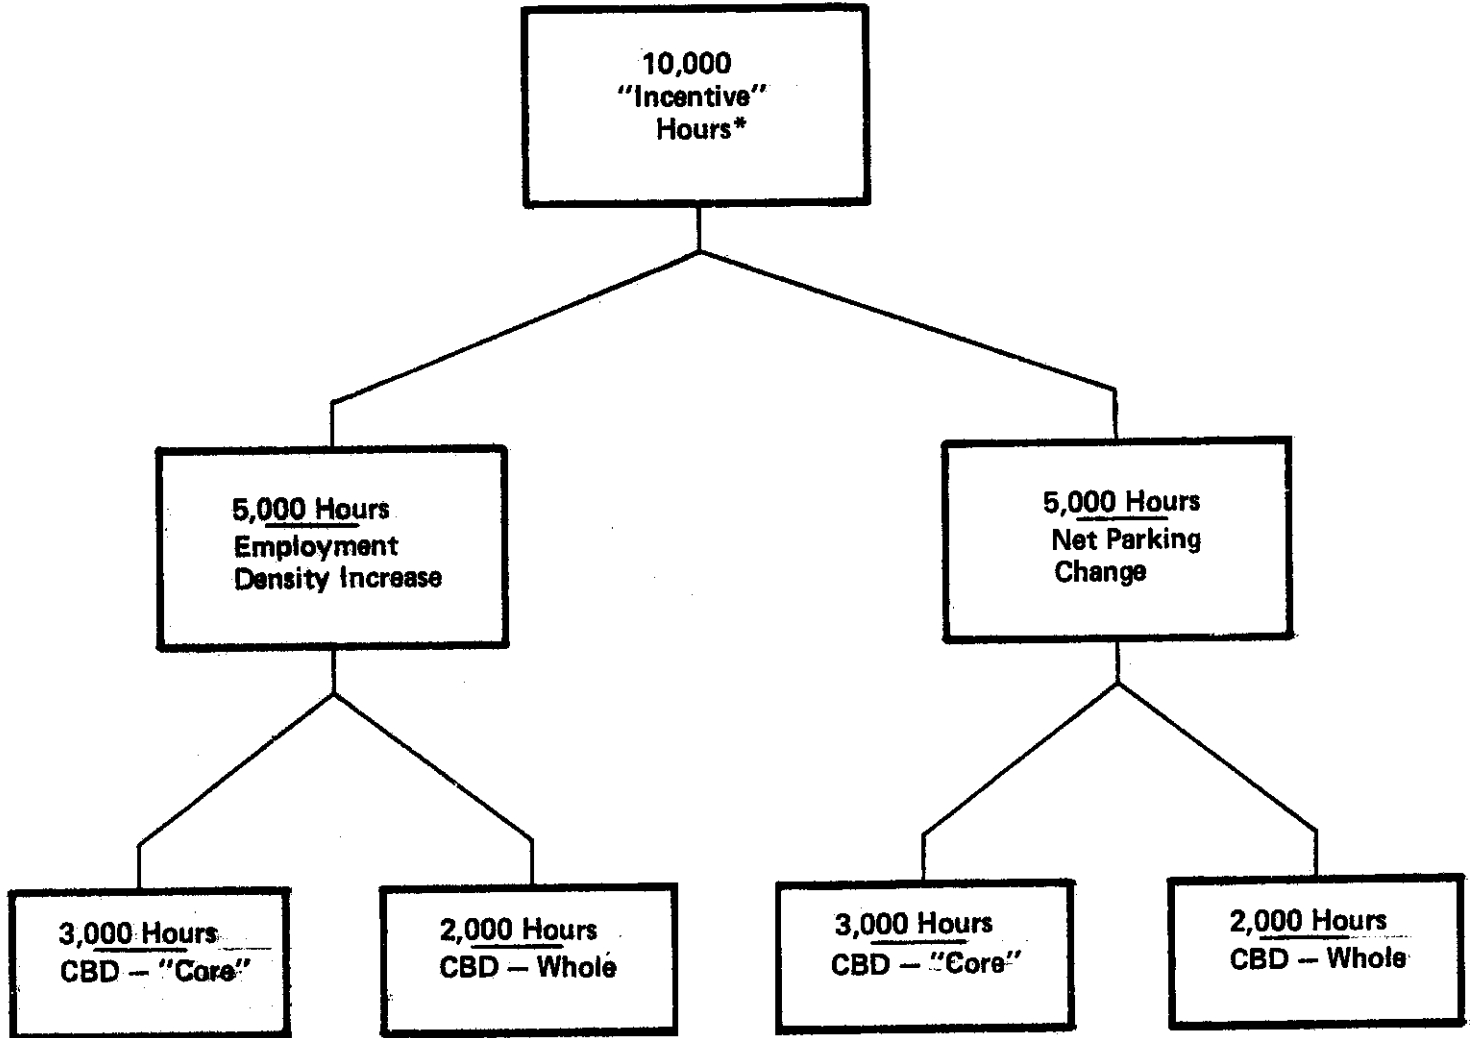 10,000
"Incentive"
Hours*
5,000 Hours
Employment
Density Increase
5,000 Hours
Net Parking
Change
3,000 Hours
CBD — "Core"
2,000 Hours
CBD — Whole
3,000 Hours
CBD — "Core"
2,000 Hours
CBD — Whole